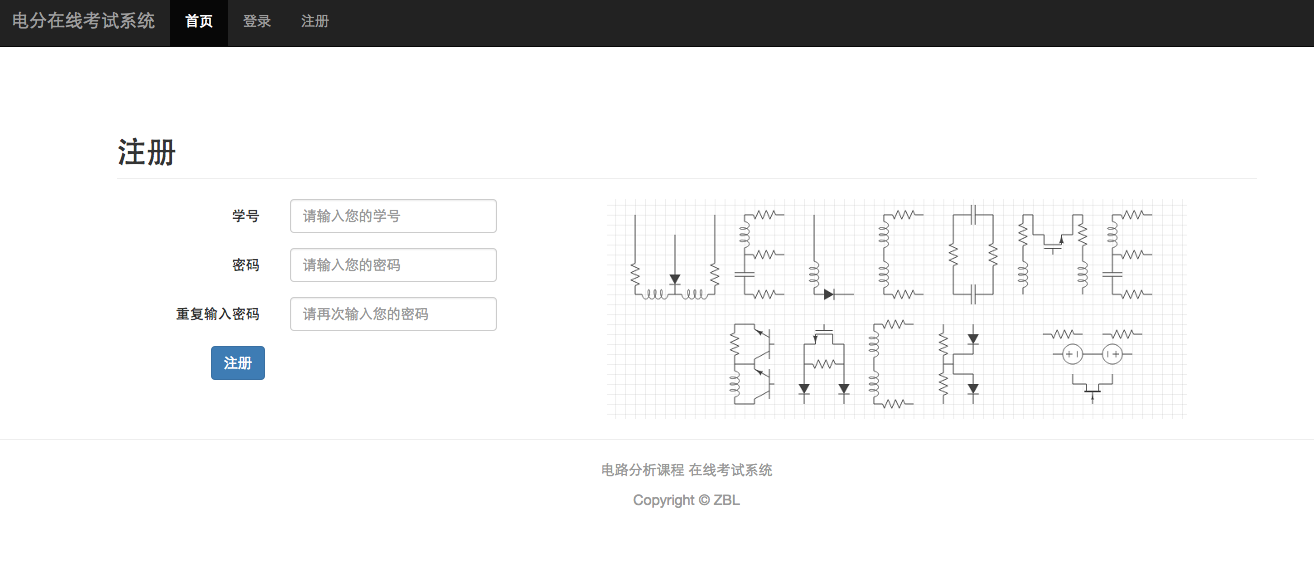 电分在线考试系统 首页 登录 注册
注册
学号 请输入您的学号
密码 请输入您的密码
重复输入密码 请再次输入您的密码
注册
WELCOME
BACK
电路分析课程 在线考试系统
Copyright © ZBL